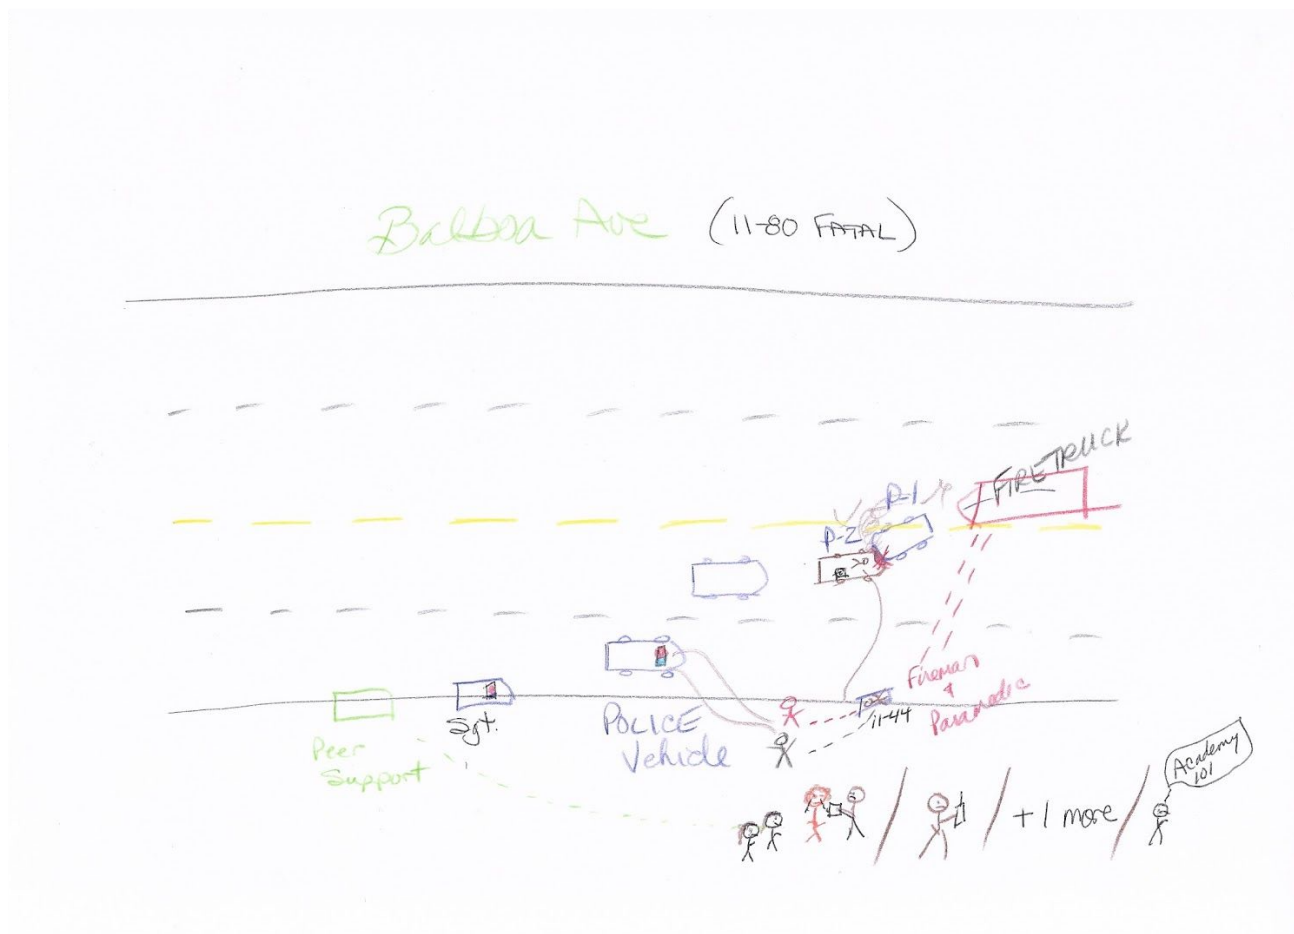 Balboa Ave (11-80 FATAL)
FIRETRUCK
P-1
P-2
Fireman
+
Paramedic
11-44
Sgt.
POLICE
Vehicle
Peer
Support
Academy
101
+1 more